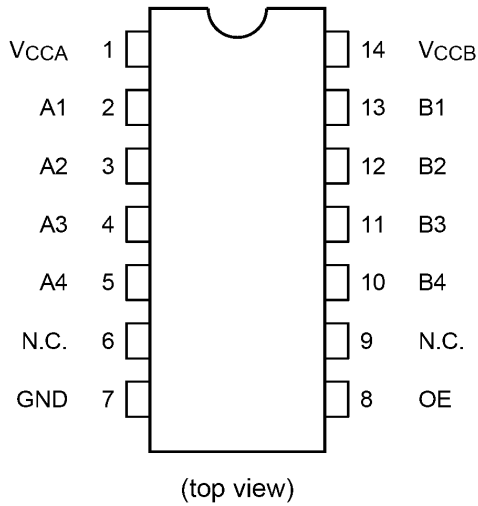 VCCA 1 14 VCCB
A1 2 13 B1
A2 3 12 B2
A3 4 11 B3
A4 5 10 B4
N.C. 6 9 N.C.
GND 7 8 OE
(top view)